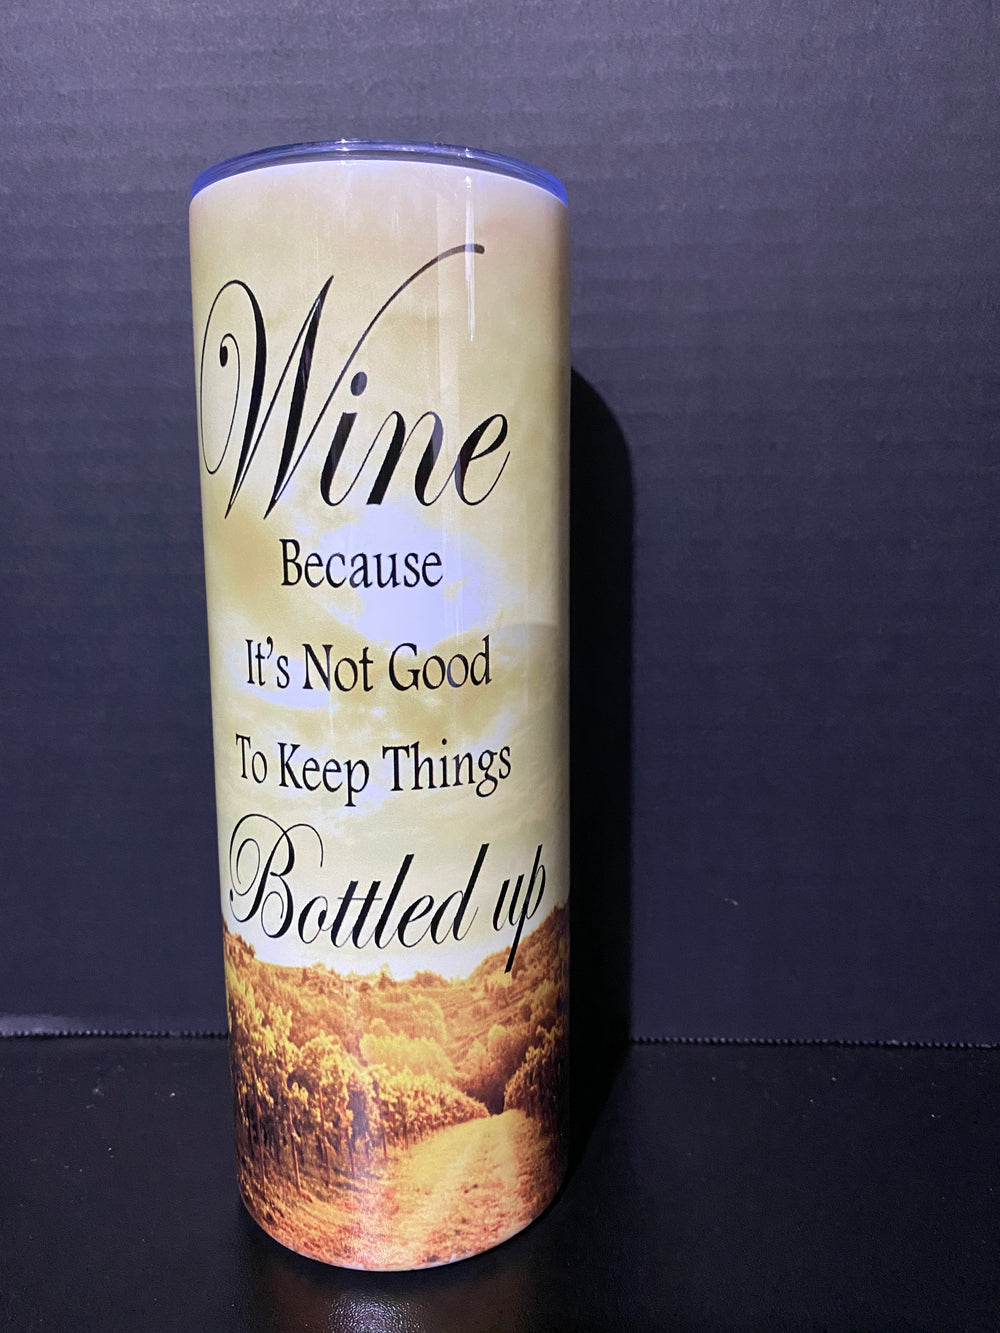 Wine
Because
It's Not Good
To Keep Things
Bottled up